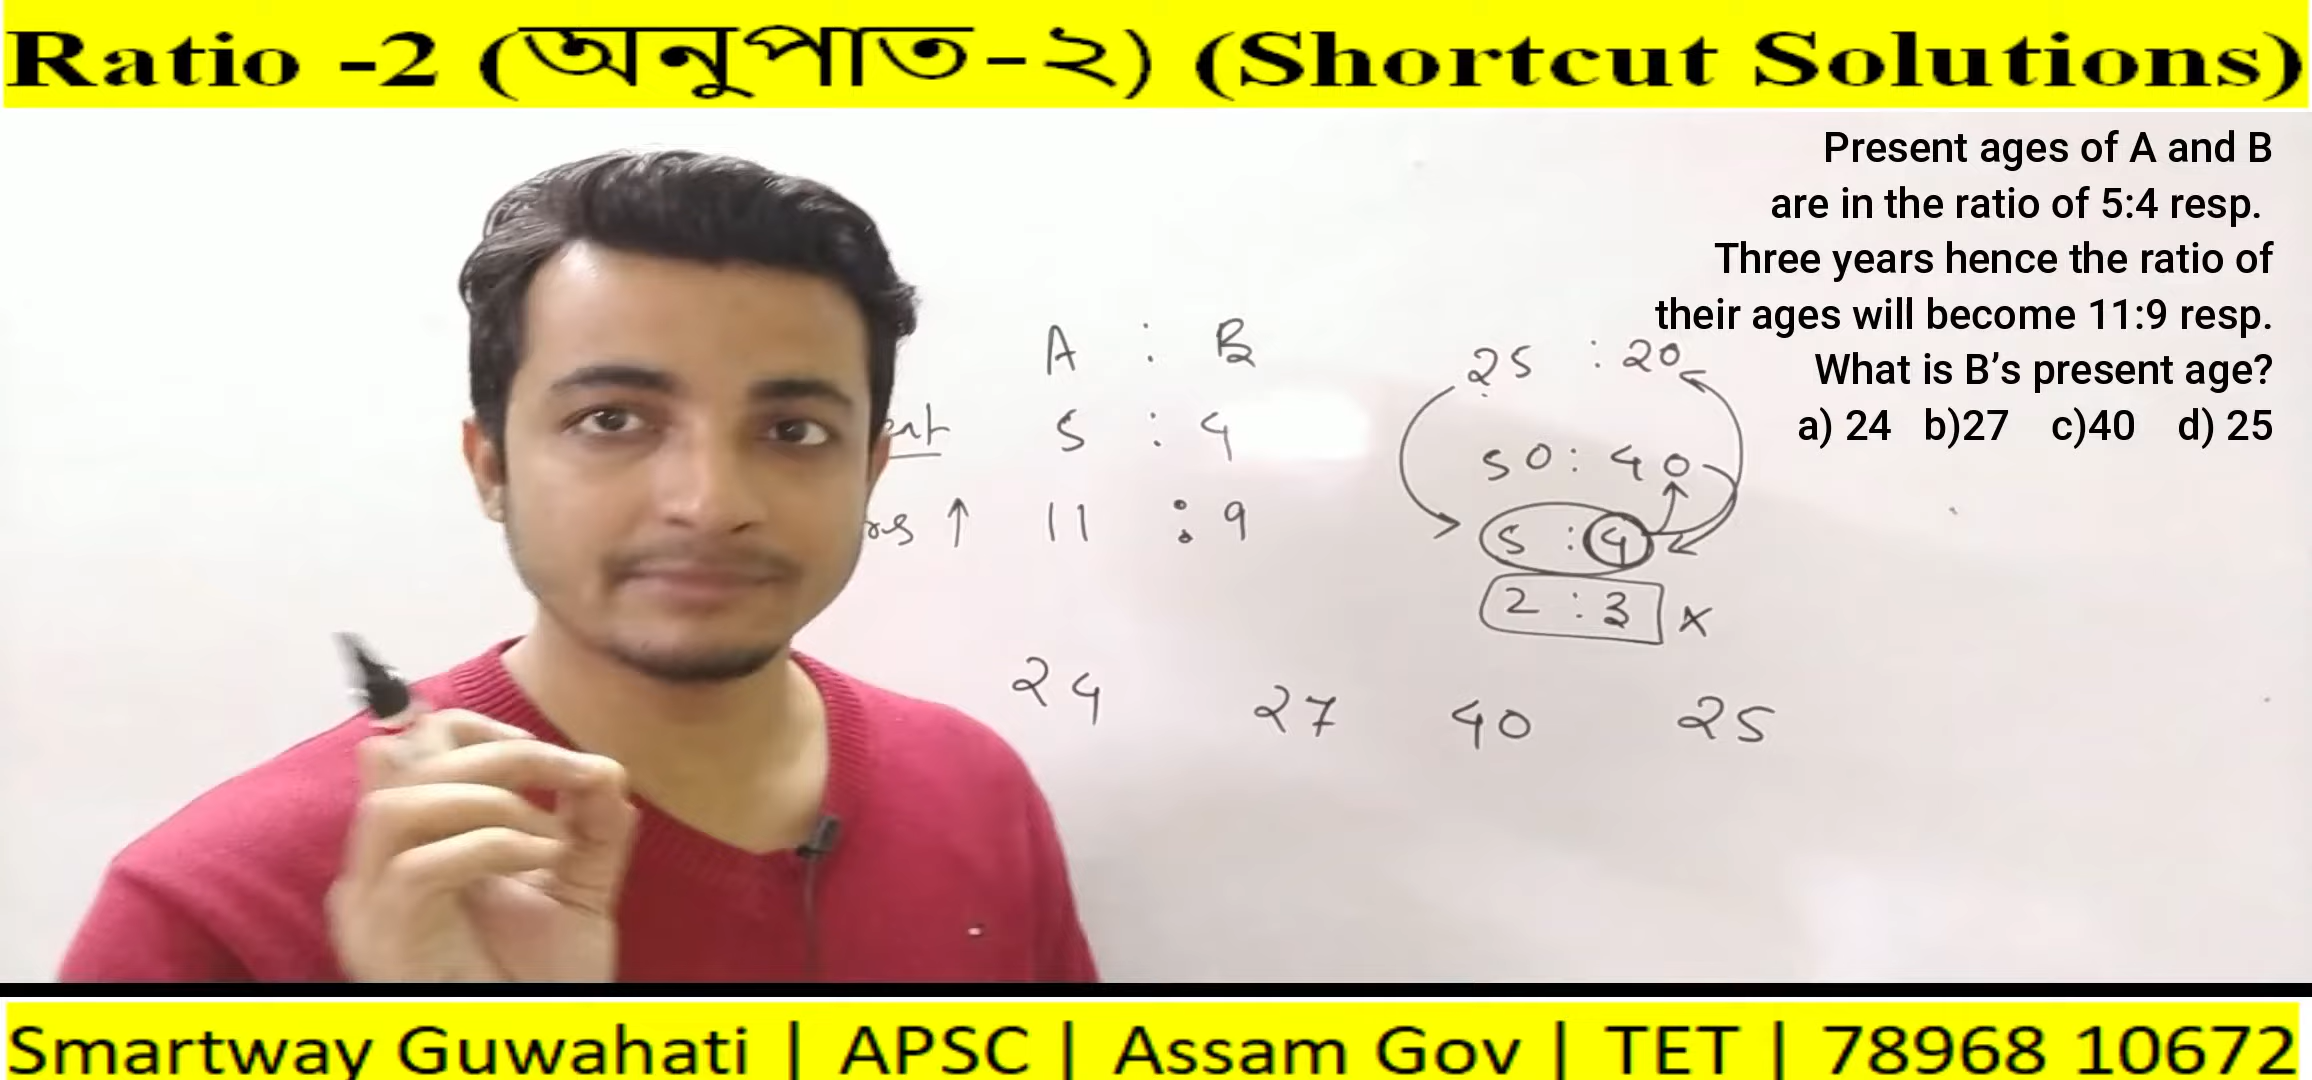 Ratio -2 (অনুপাত-২) (Shortcut Solutions)
Present ages of A and B
are in the ratio of 5:4 resp.
Three years hence the ratio of
their ages will become 11:9 resp.
What is B's present age?
a) 24 b)27 c)40 d) 25
A : B
5 : 4
11 : 9
25 : 20
50 : 40
5 : 4
2 : 3 ×
24 27 40 25
Smartway Guwahati | APSC | Assam Gov | TET | 78968 10672